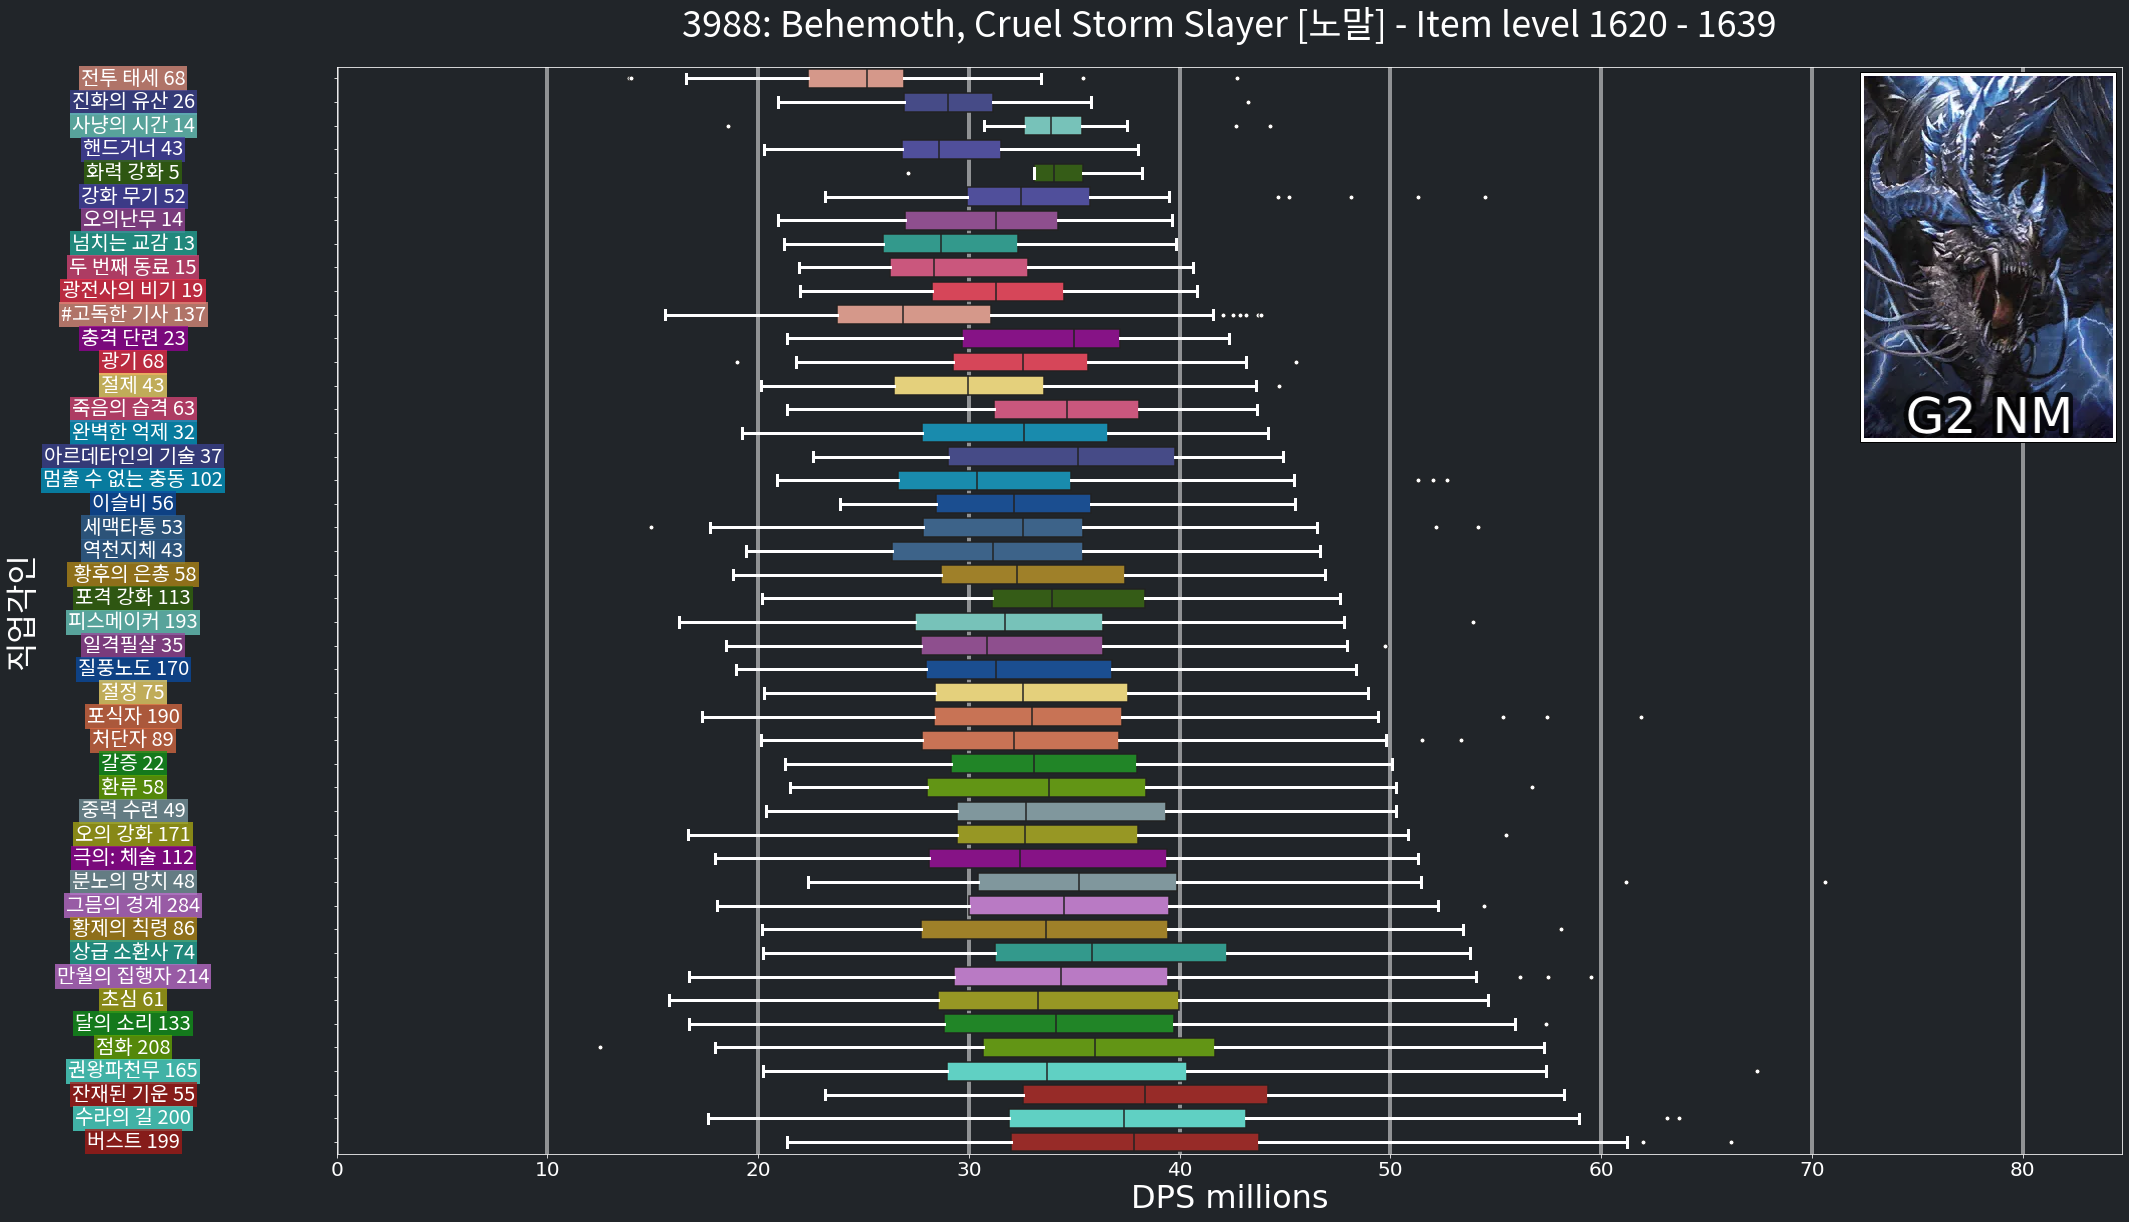 3988: Behemoth, Cruel Storm Slayer [노말] - Item level 1620 - 1639
전투 태세 68
진화의 유산 26
사냥의 시간 14
핸드거너 43
화력 강화 5
강화 무기 52
오의난무 14
넘치는 교감 13
두 번째 동료 15
광전사의 비기 19
#고독한 기사 137
충격 단련 23
광기 68
절제 43
죽음의 습격 63
완벽한 억제 32
아르데타인의 기술 37
멈출 수 없는 충동 102
이슬비 56
세맥타통 53
역천지체 43
황후의 은총 58
포격 강화 113
피스메이커 193
일격필살 35
질풍노도 170
절정 75
포식자 190
처단자 89
갈증 22
환류 58
중력 수련 49
오의 강화 171
극의: 체술 112
분노의 망치 48
그믐의 경계 284
황제의 칙령 86
상급 소환사 74
만월의 집행자 214
초심 61
달의 소리 133
점화 208
권왕파천무 165
잔재된 기운 55
수라의 길 200
버스트 199
직업각인
G2 NM
0 10 20 30 40 50 60 70 80
DPS millions